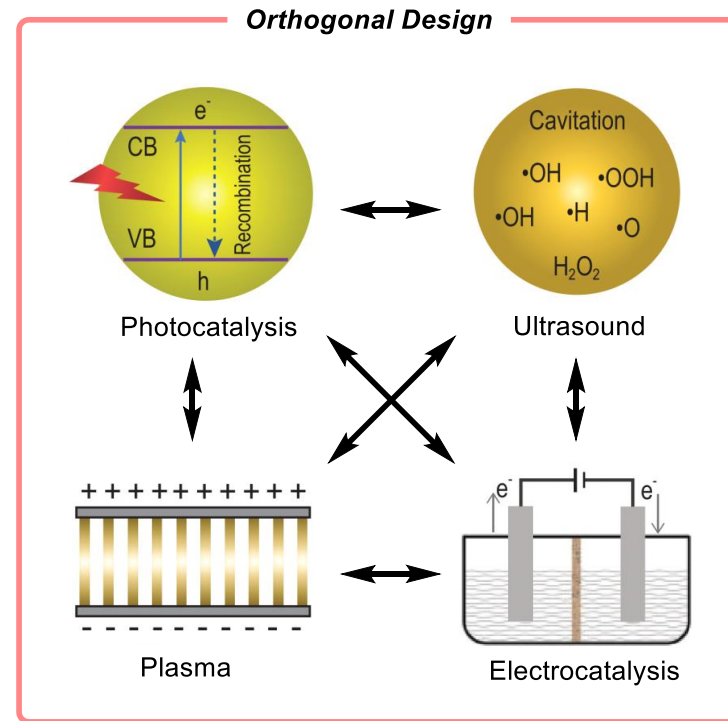 Orthogonal Design
e⁻
CB
Recombination
VB
h
Photocatalysis
Cavitation
•OH
•OOH
•OH
•H
•O
H₂O₂
Ultrasound
+ + + + + + + + + +
- - - - - - - - - -
Plasma
e⁻
e⁻
Electrocatalysis